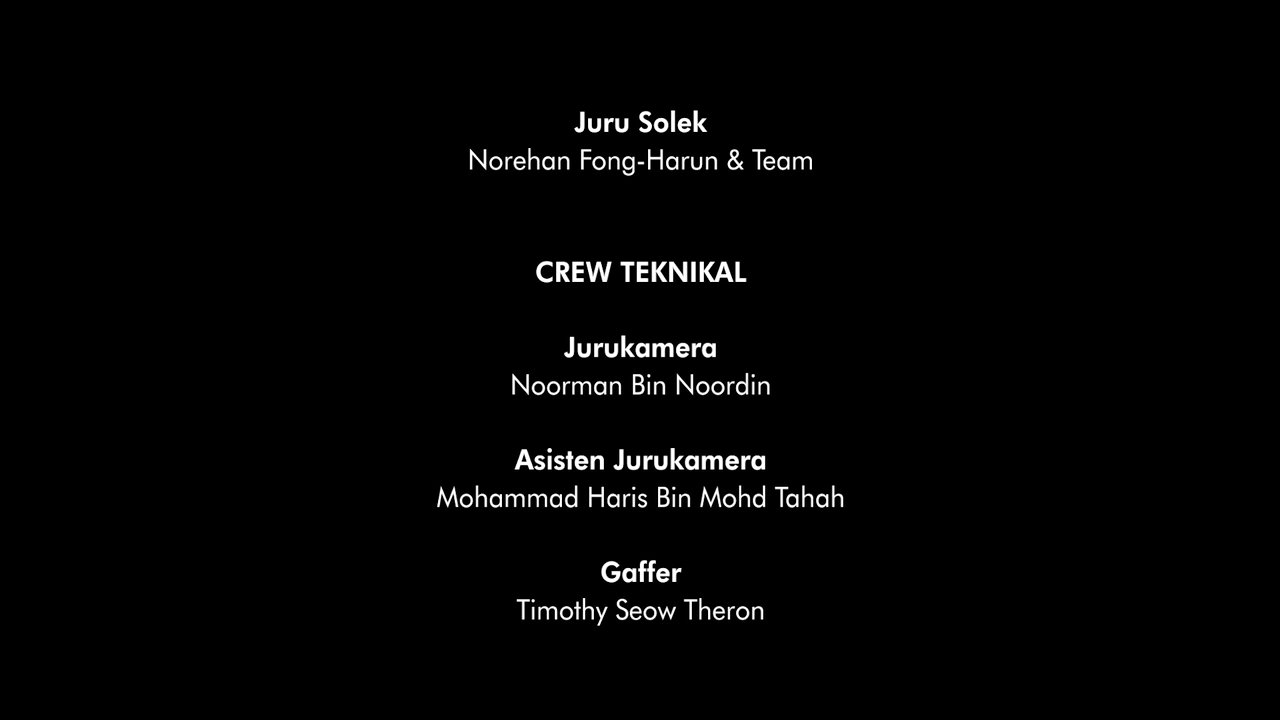 Juru Solek
Norehan Fong-Harun & Team
CREW TEKNIKAL
Jurukamera
Noorman Bin Noordin
Asisten Jurukamera
Mohammad Haris Bin Mohd Tahah
Gaffer
Timothy Seow Theron